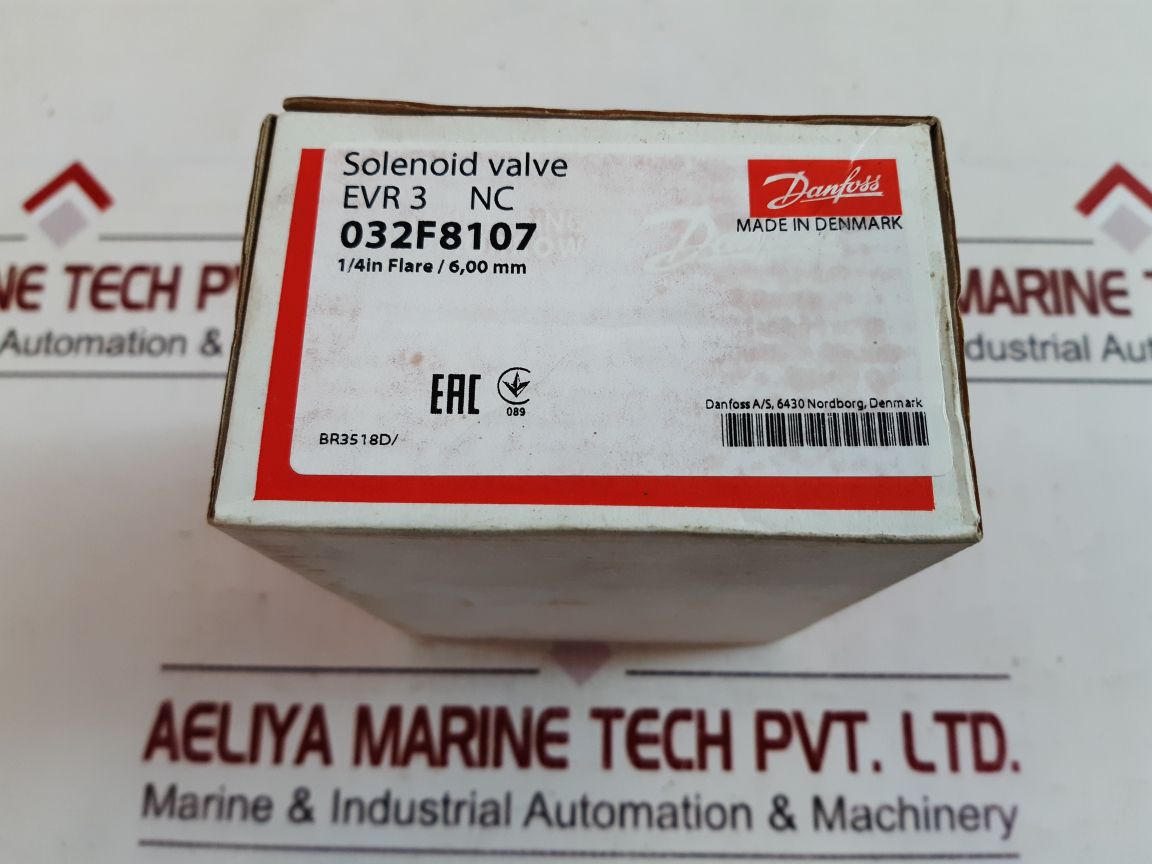 Solenoid valve
EVR 3 NC
032F8107
1/4in Flare / 6,00 mm
Danfoss
MADE IN DENMARK
EAC
089
BR3518D/
Danfoss A/S, 6430 Nordborg, Denmark
NE TECH P
Automation &
MARINE T
dustrial Aut
AELIYA MARINE TECH PVT. LTD.
Marine & Industrial Automation & Machinery